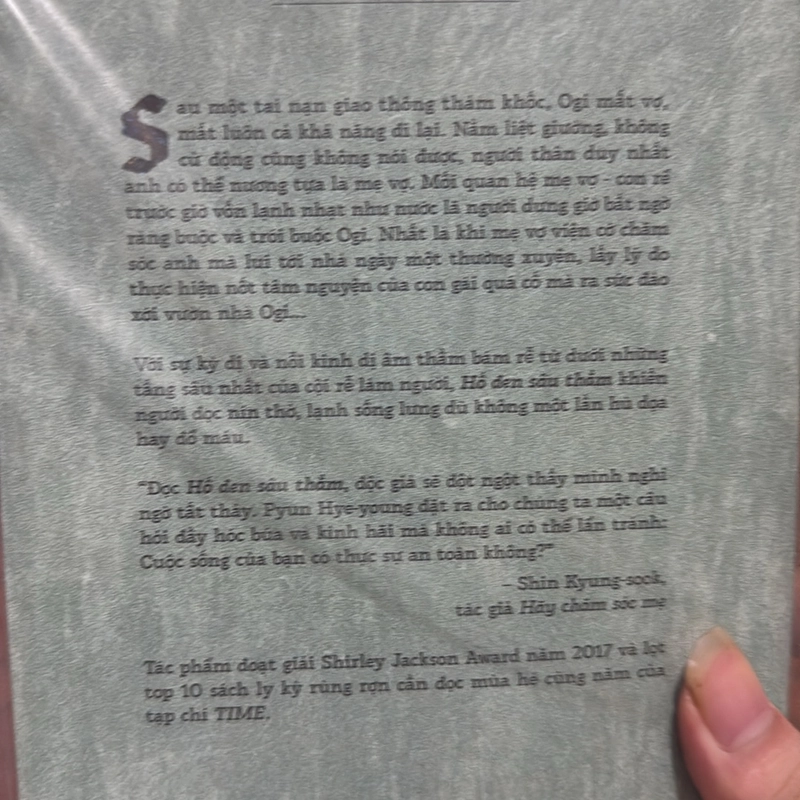 Sau một tai nạn giao thông thảm khốc, Ogi mất vợ,
mất luôn cả khả năng đi lại. Nằm liệt giường, không
cử động cũng không nói được, người thân duy nhất
anh có thể nương tựa là mẹ vợ. Mối quan hệ mẹ vợ - con rể
trước giờ vốn lạnh nhạt như nước lã người dưng giờ bất ngờ
ràng buộc và trói buộc Ogi. Nhất là khi mẹ vợ viện cớ chăm
sóc anh mà lui tới nhà ngày một thường xuyên, lấy lý do
thực hiện nốt tâm nguyện của con gái quá cố mà ra sức đào
xới vườn nhà Ogi...
Với sự kỳ dị và nỗi kinh dị âm thầm bám rễ từ dưới những
tầng sâu nhất của cội rễ làm người, Hố đen sâu thẳm khiến
người đọc nín thở, lạnh sống lưng dù không một lần hù dọa
hay đổ máu.
"Đọc Hố đen sâu thẳm, độc giả sẽ đột ngột thấy mình nghi
ngờ tất thảy. Pyun Hye-young đặt ra cho chúng ta một câu
hỏi đầy hóc búa và kinh hãi mà không ai có thể lẩn tránh:
Cuộc sống của bạn có thực sự an toàn không?"
– Shin Kyung-sook,
tác giả Hãy chăm sóc mẹ
Tác phẩm đoạt giải Shirley Jackson Award năm 2017 và lọt
top 10 sách ly kỳ rùng rợn cần đọc mùa hè cùng năm của
tạp chí TIME.